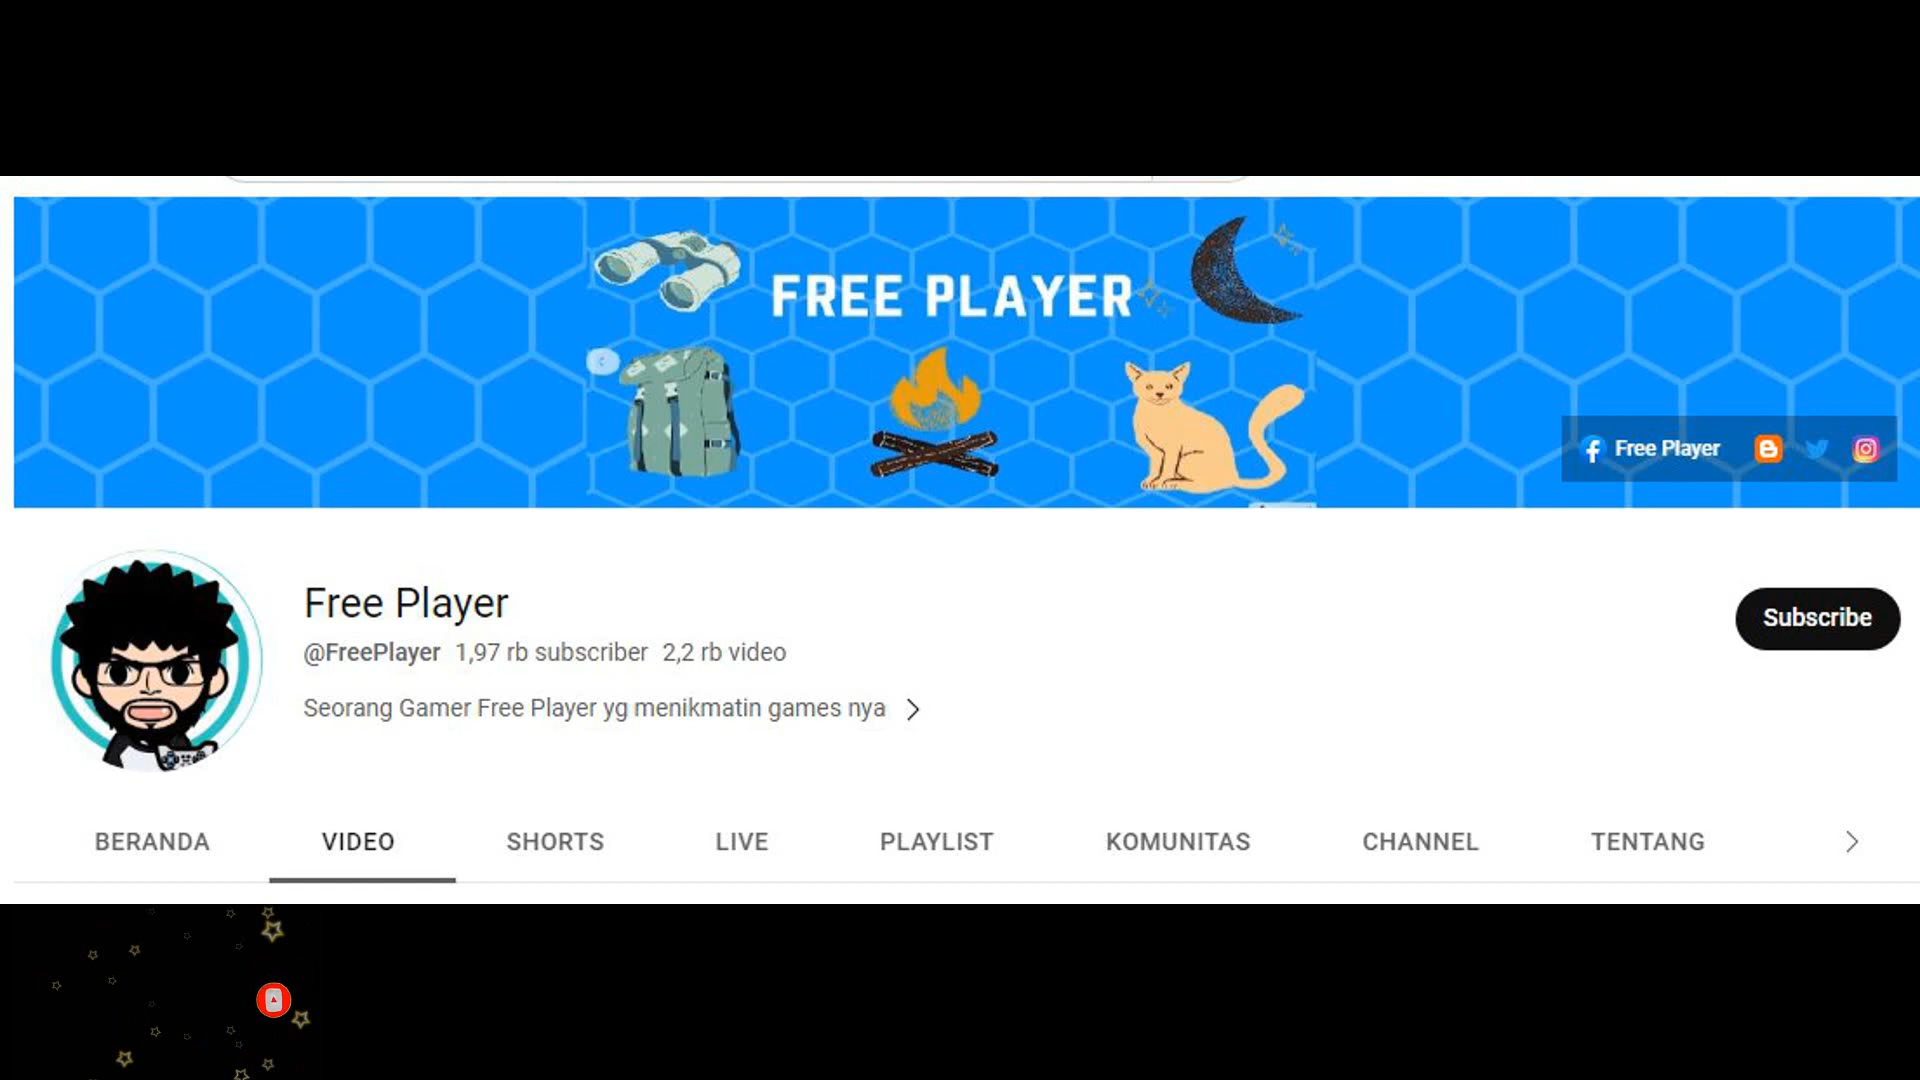 FREE PLAYER
Free Player
Free Player
@FreePlayer 1,97 rb subscriber 2,2 rb video
Subscribe
Seorang Gamer Free Player yg menikmatin games nya
BERANDA VIDEO SHORTS LIVE PLAYLIST KOMUNITAS CHANNEL TENTANG